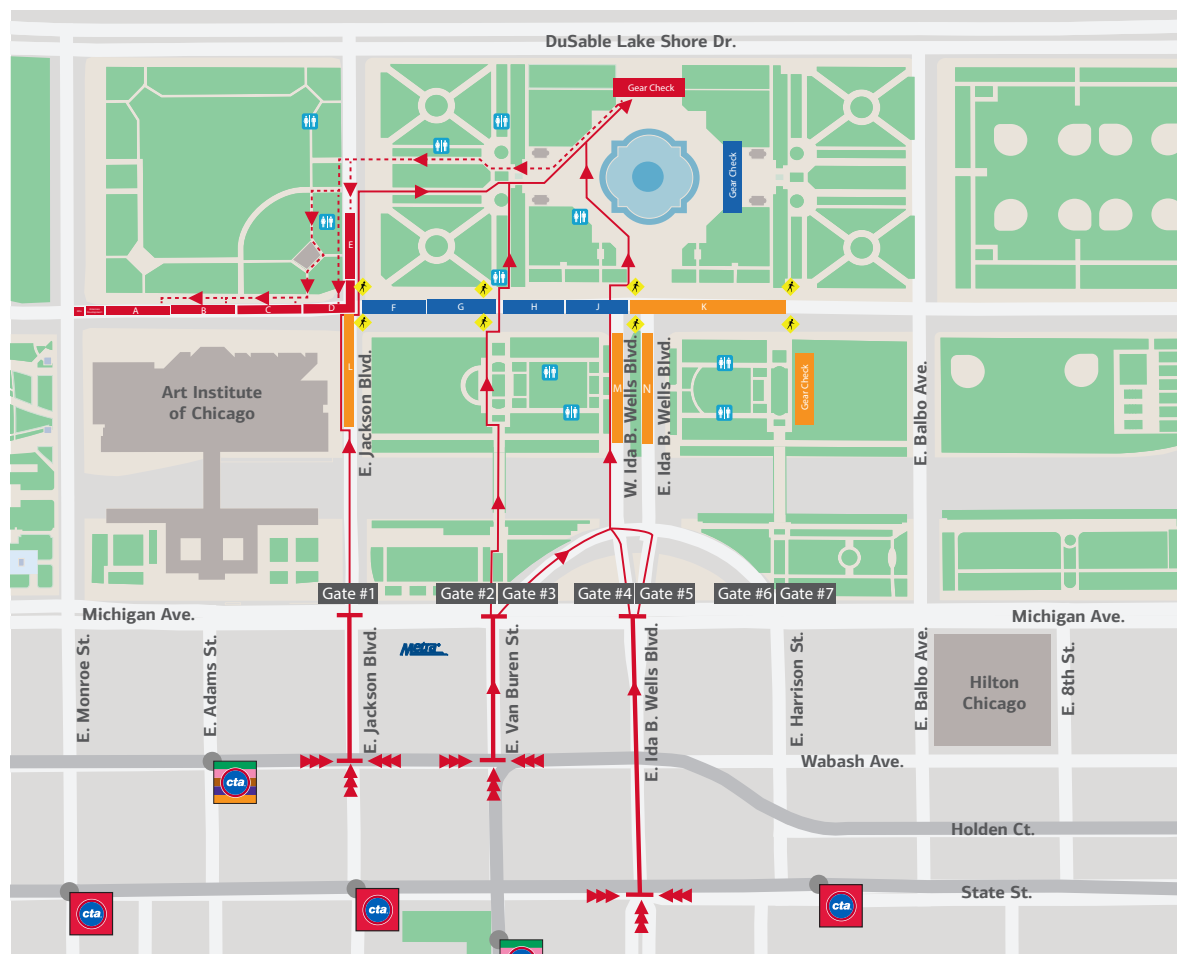 DuSable Lake Shore Dr.
Gear Check
Gear Check
E
A
B
C
D
F
G
H
J
K
L
M
N
Gear Check
Art Institute
of Chicago
E. Jackson Blvd.
W. Ida B. Wells Blvd.
E. Ida B. Wells Blvd.
E. Balbo Ave.
Gate #1
Gate #2
Gate #3
Gate #4
Gate #5
Gate #6
Gate #7
Michigan Ave.
Michigan Ave.
E. Monroe St.
E. Adams St.
E. Jackson Blvd.
Metra
E. Van Buren St.
E. Ida B. Wells Blvd.
E. Harrison St.
E. Balbo Ave.
Hilton
Chicago
E. 8th St.
Wabash Ave.
cta
Holden Ct.
State St.
cta
cta
cta